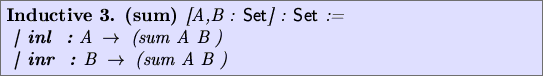 Inductive 3. (sum) [A,B : Set] : Set :=
| inl : A → (sum A B )
| inr : B → (sum A B )